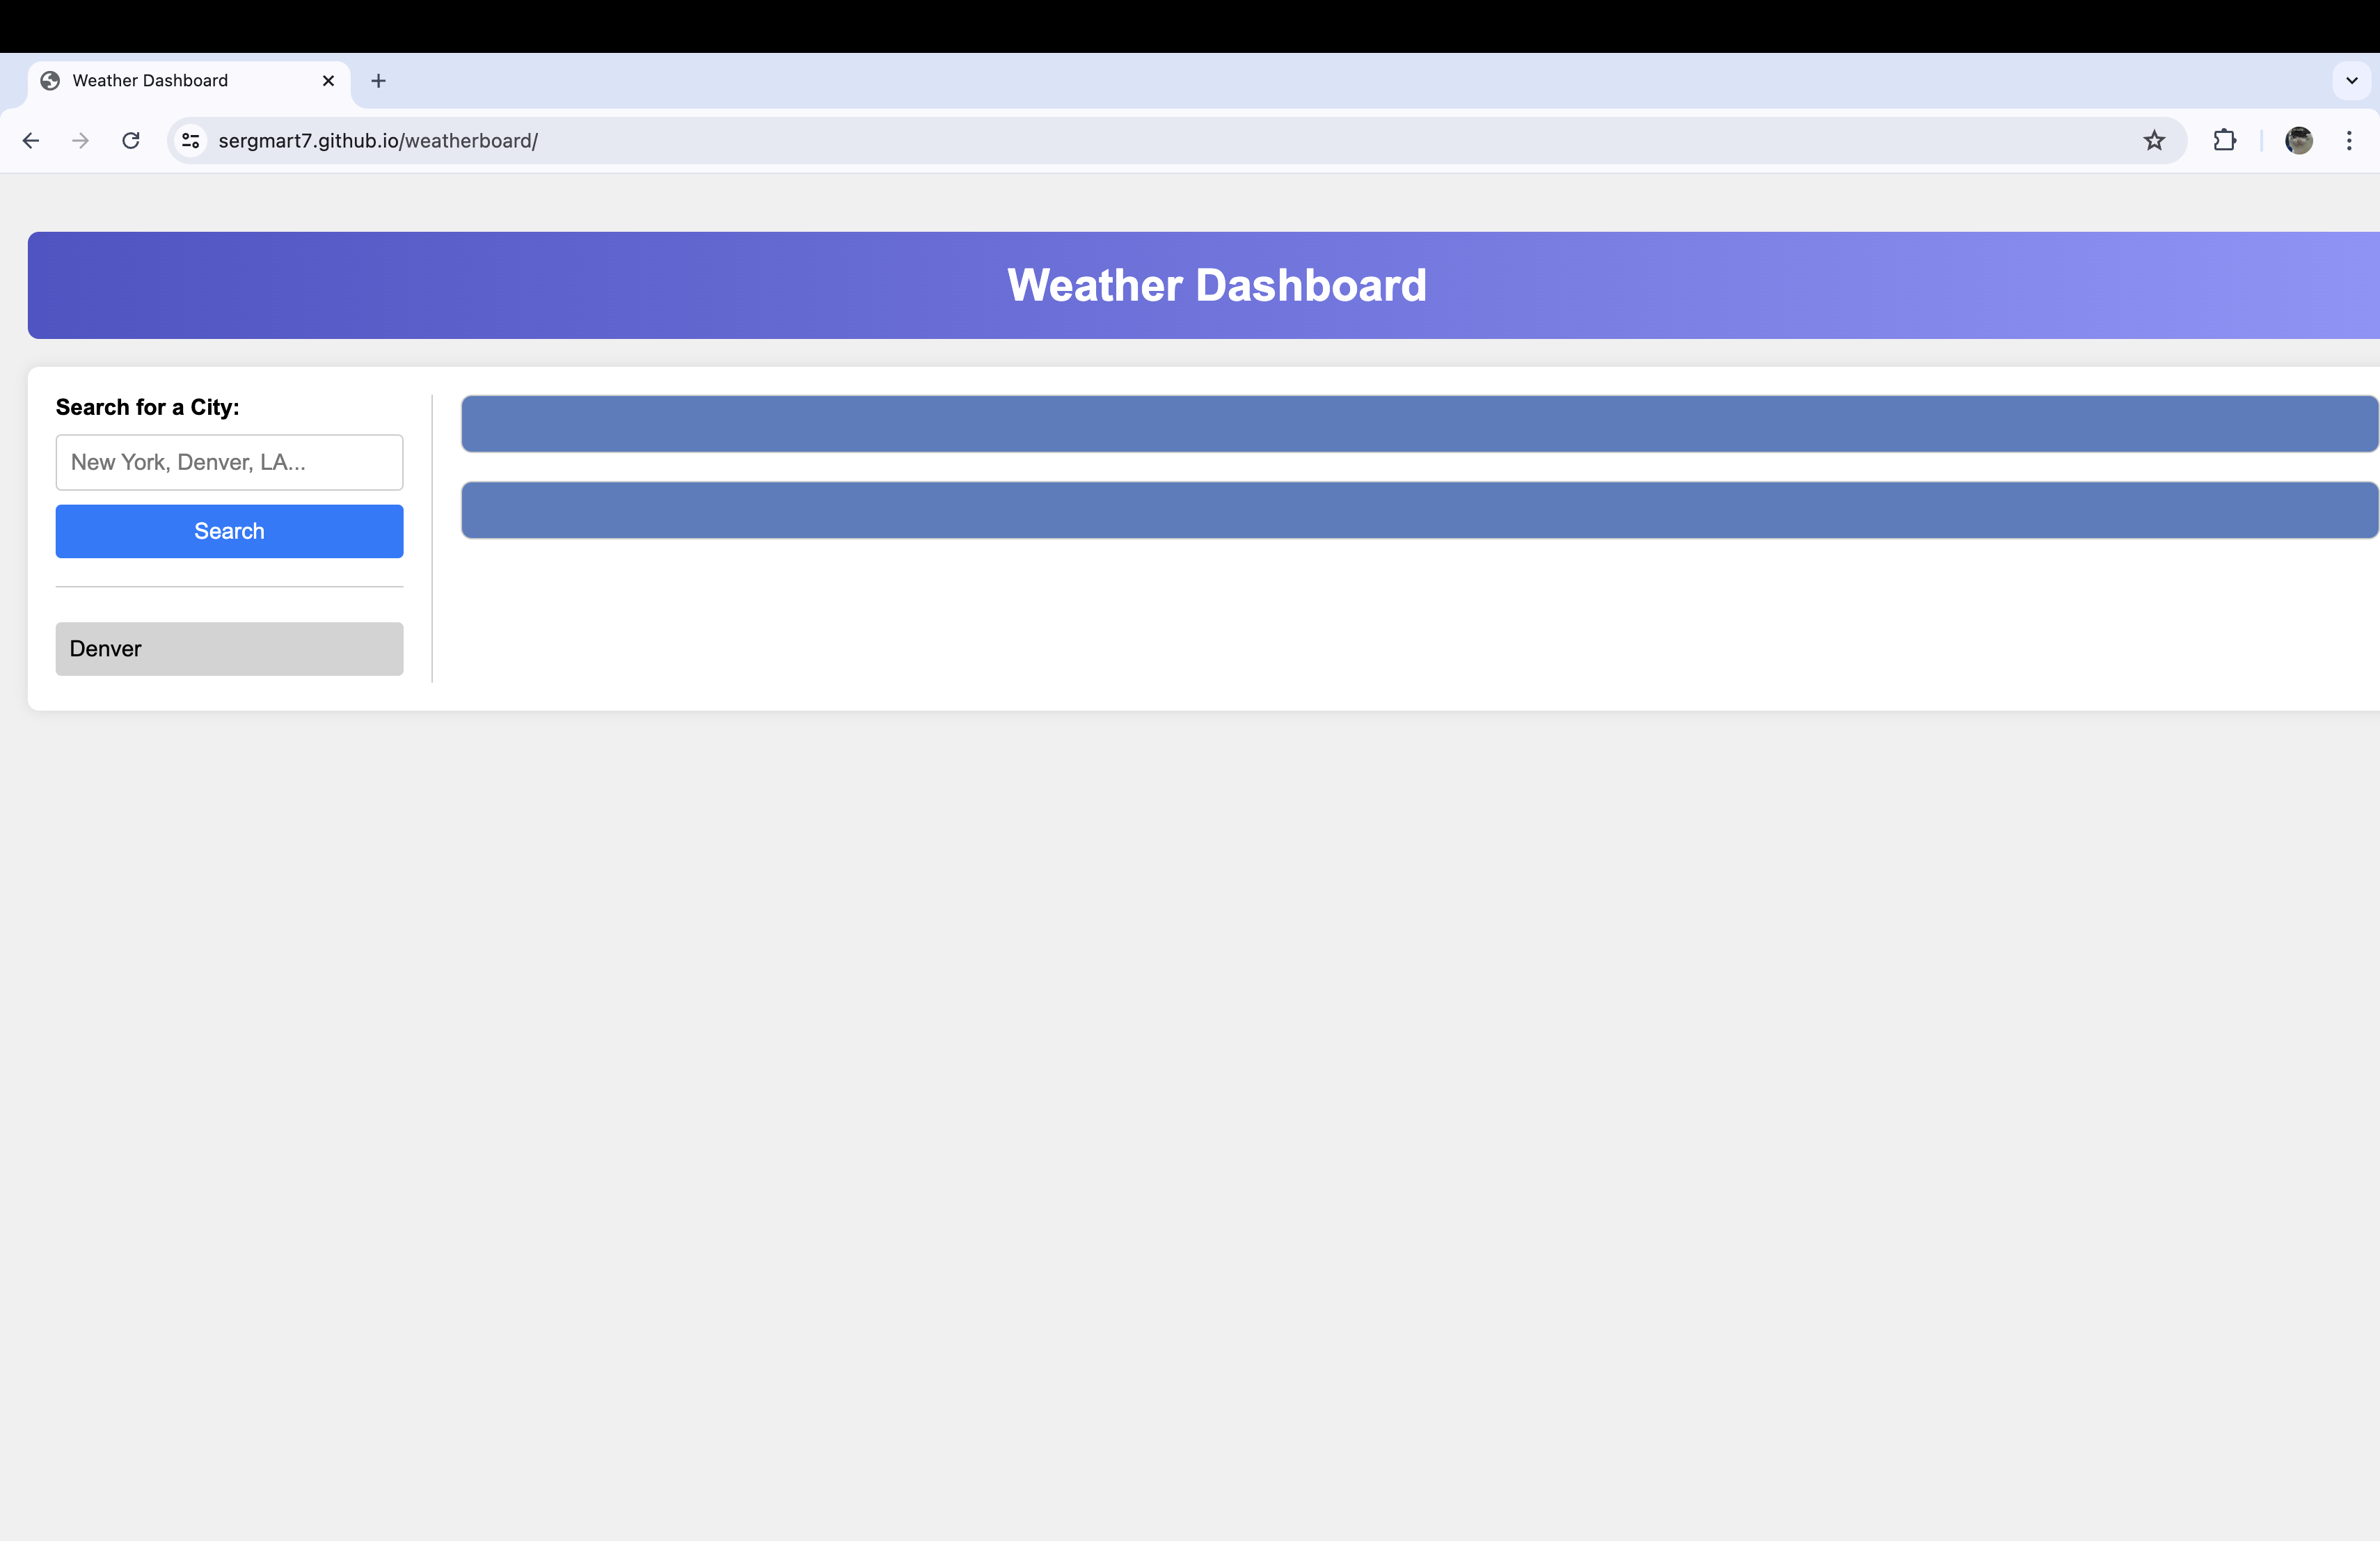 Weather Dashboard
sergmart7.github.io/weatherboard/
Weather Dashboard
Search for a City:
New York, Denver, LA...
Search
Denver